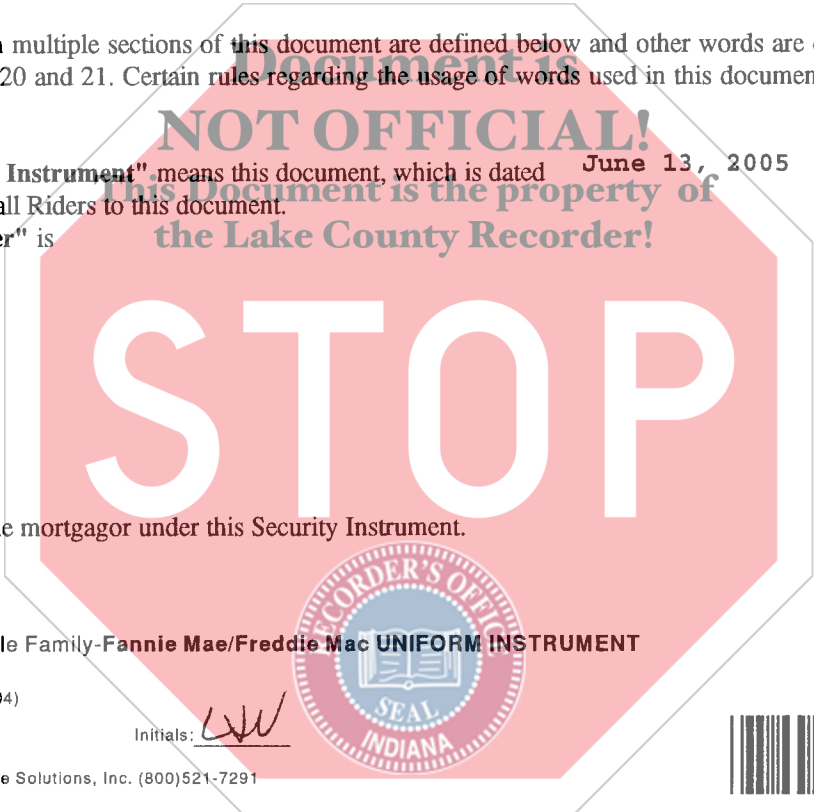 multiple sections of this document are defined below and other words are
Document is
20 and 21. Certain rules regarding the usage of words used in this document
NOT OFFICIAL!
Instrument" means this document, which is dated June 13, 2005
This Document is the property of
all Riders to this document.
er" is
the Lake County Recorder!
STOP
e mortgagor under this Security Instrument.
RECORDER'S OFFICE
le Family-Fannie Mae/Freddie Mac UNIFORM INSTRUMENT
04)
SEAL
Initials:
INDIANA
e Solutions, Inc. (800)521-7291